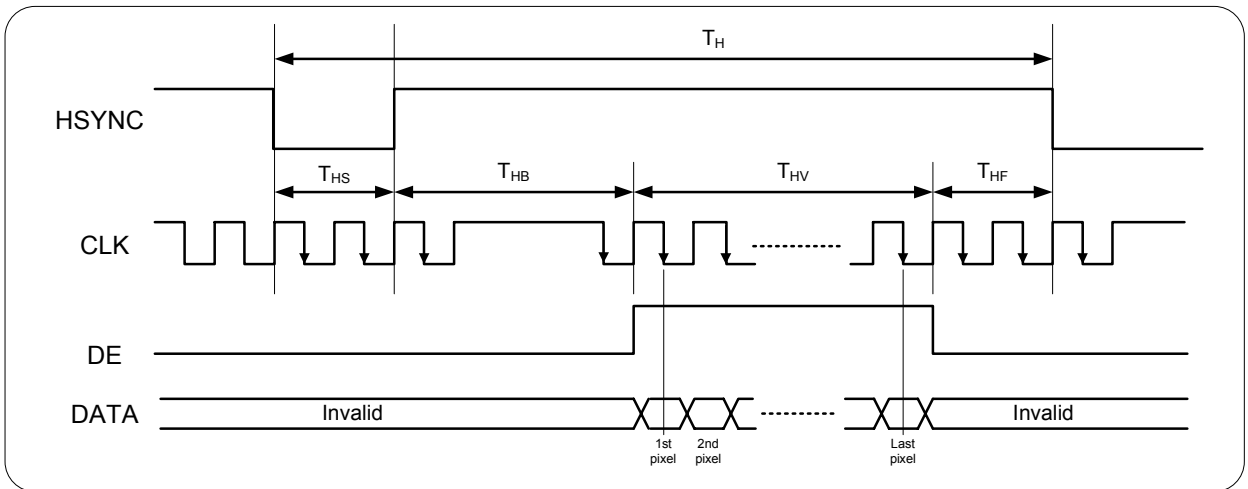 TH
HSYNC
THS
THB
THV
THF
CLK
DE
DATA
Invalid
Invalid
1st
pixel
2nd
pixel
Last
pixel